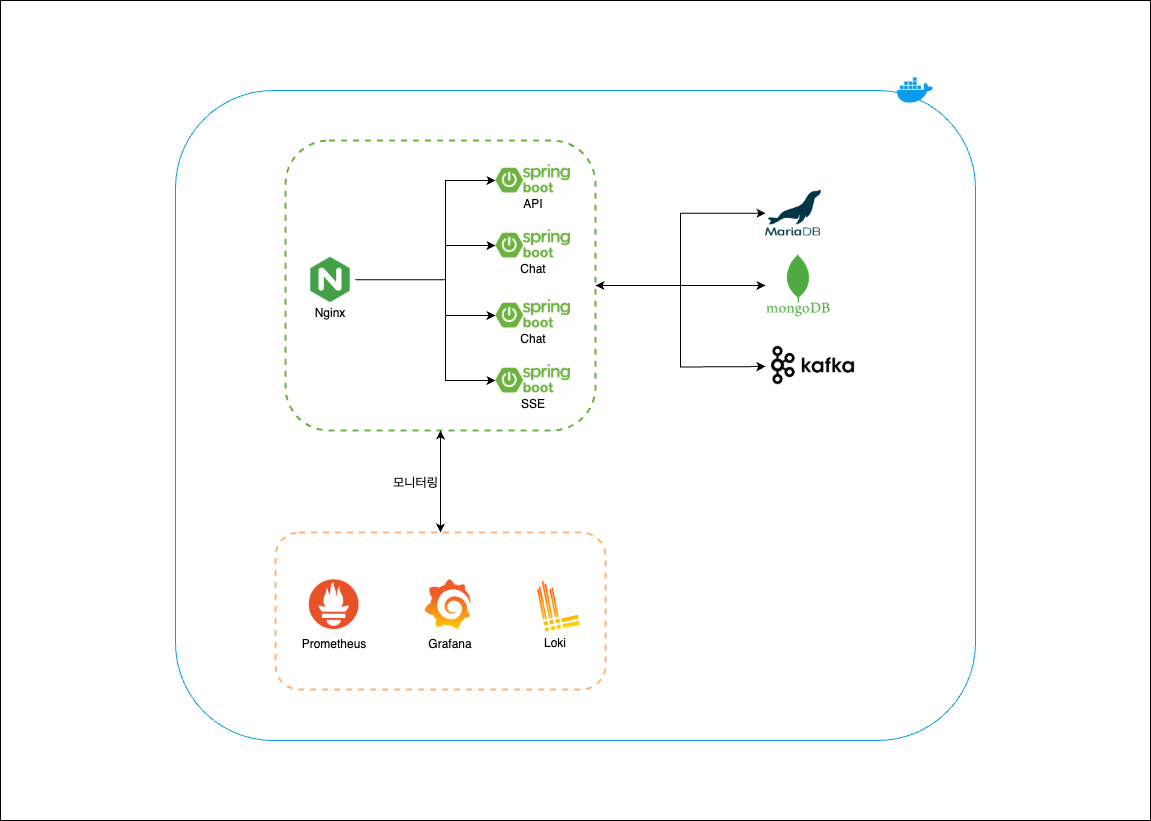 spring
boot
API
spring
boot
Chat
Nginx
spring
boot
Chat
spring
boot
SSE
MariaDB
mongoDB
kafka
모니터링
Prometheus
Grafana
Loki